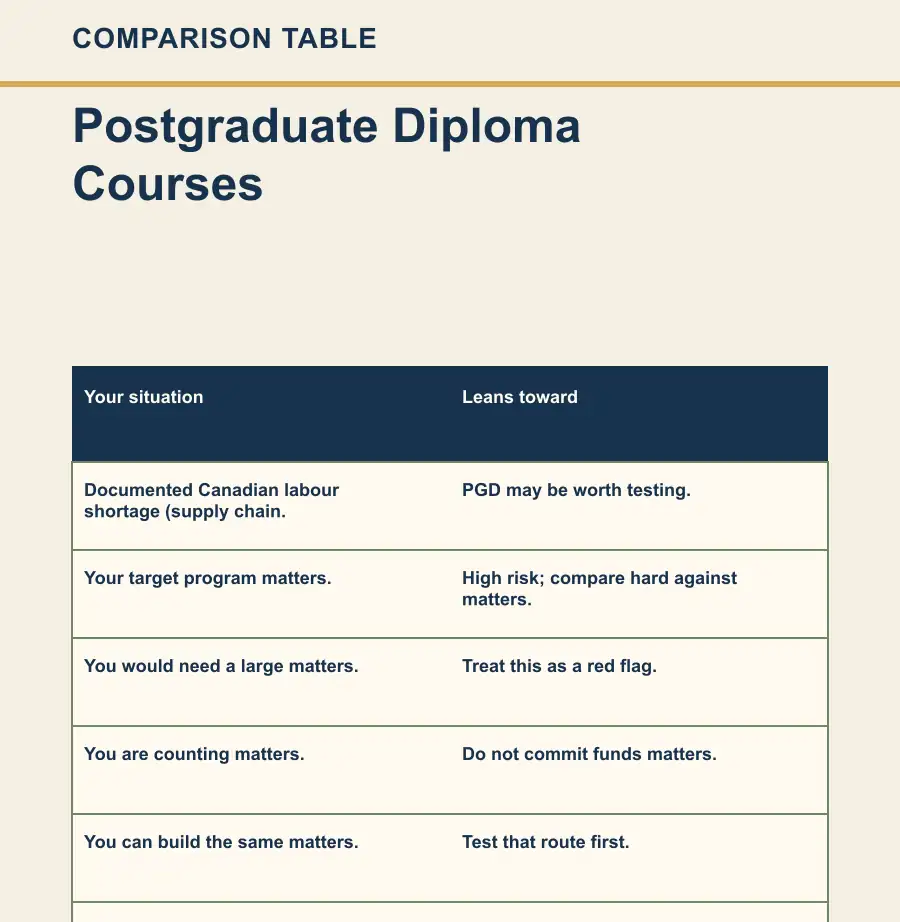 COMPARISON TABLE
Postgraduate Diploma
Courses
Your situation
Leans toward
Documented Canadian labour
shortage (supply chain.
PGD may be worth testing.
Your target program matters.
High risk; compare hard against
matters.
You would need a large matters.
Treat this as a red flag.
You are counting matters.
Do not commit funds matters.
You can build the same matters.
Test that route first.